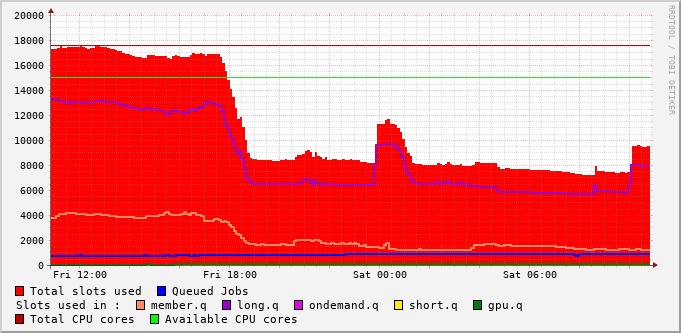 20000
18000
16000
14000
12000
10000
8000
6000
4000
2000
0
Fri 12:00 Fri 18:00 Sat 00:00 Sat 06:00
Total slots used Queued Jobs
Slots used in : member.q long.q ondemand.q short.q gpu.q
Total CPU cores Available CPU cores
RRDTOOL / TOBI OETIKER